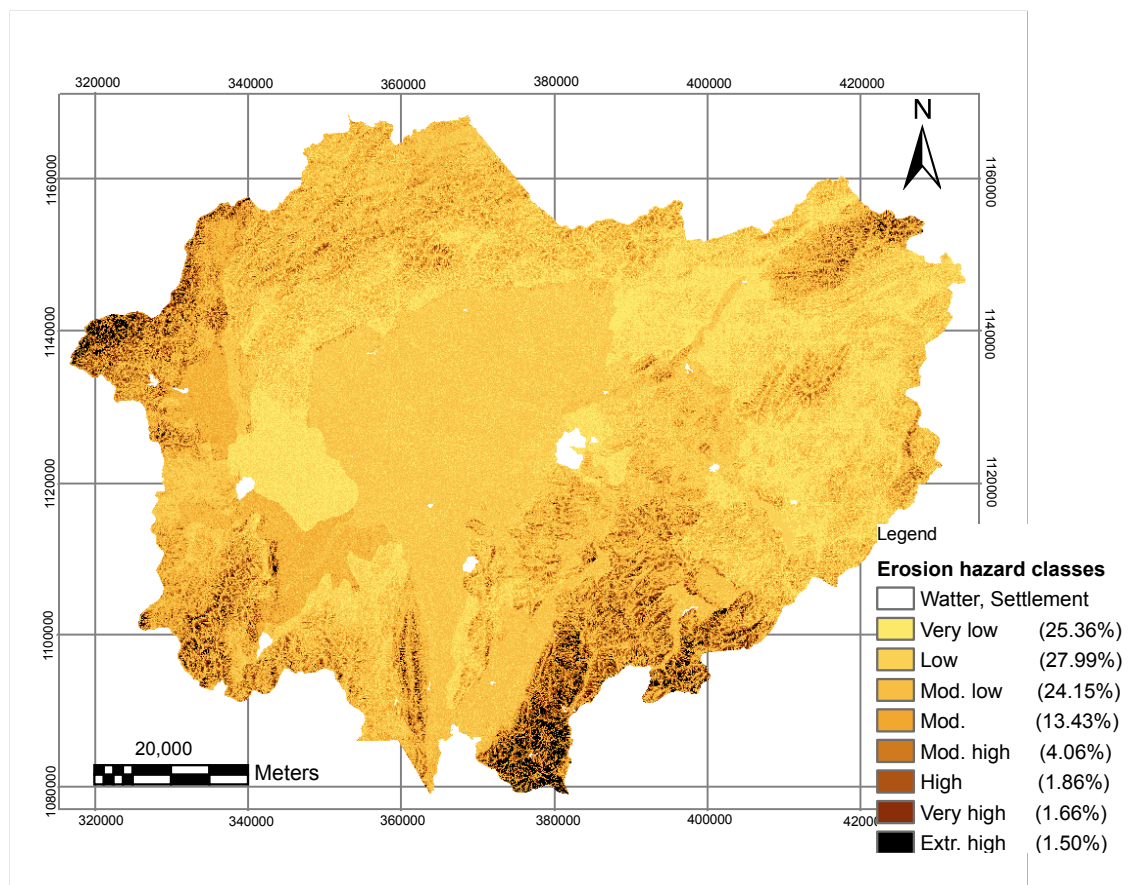 320000 340000 360000 380000 400000 420000
N
1160000 1160000
1140000 1140000
1120000 1120000
1100000
1080000
Legend
Erosion hazard classes
Watter, Settlement
Very low (25.36%)
Low (27.99%)
Mod. low (24.15%)
Mod. (13.43%)
Mod. high (4.06%)
High (1.86%)
Very high (1.66%)
Extr. high (1.50%)
20,000
Meters
320000 340000 360000 380000 400000 420000